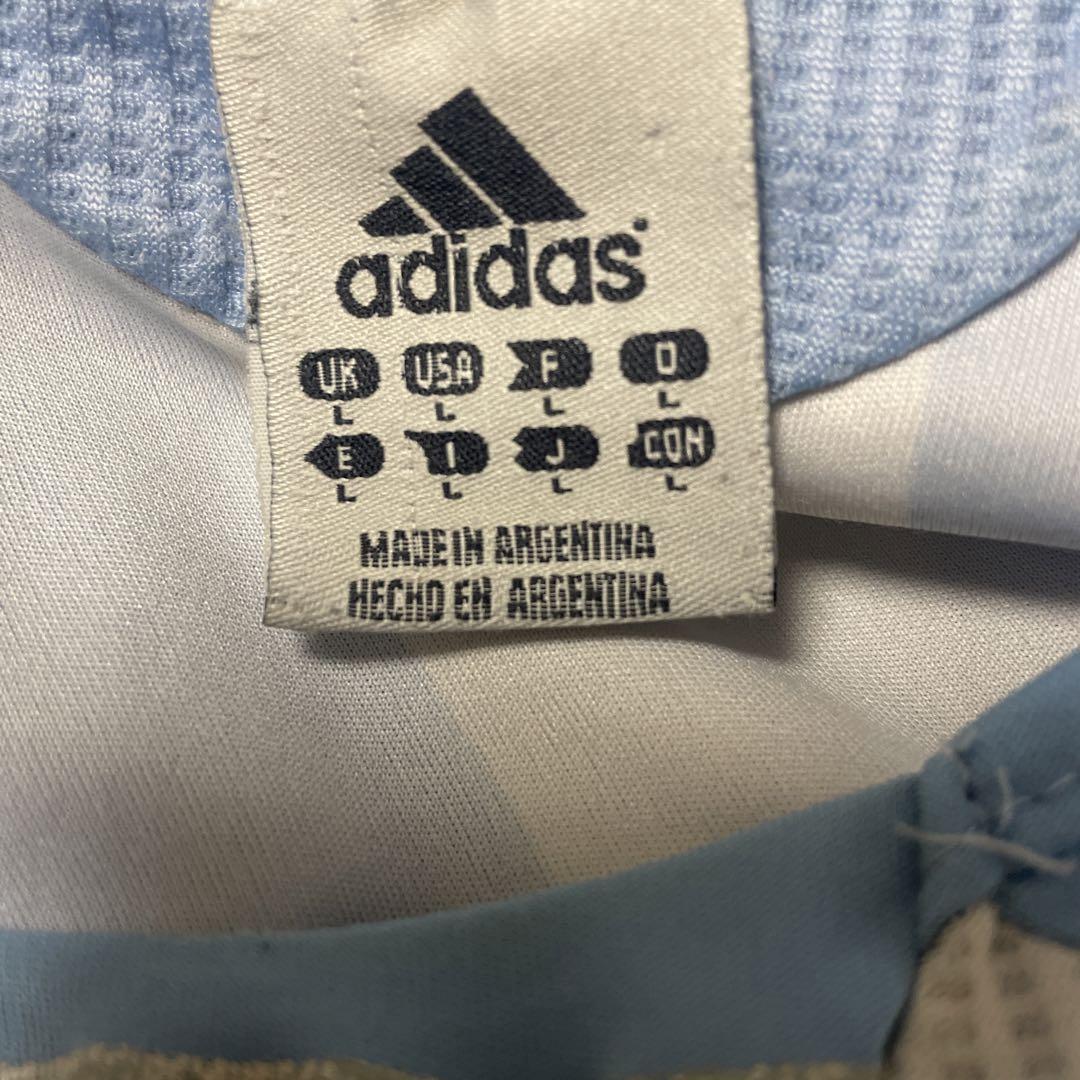 adidas
UK USA F D
L L L L
E I J CDN
L L L L
MADE IN ARGENTINA
HECHO EN ARGENTINA